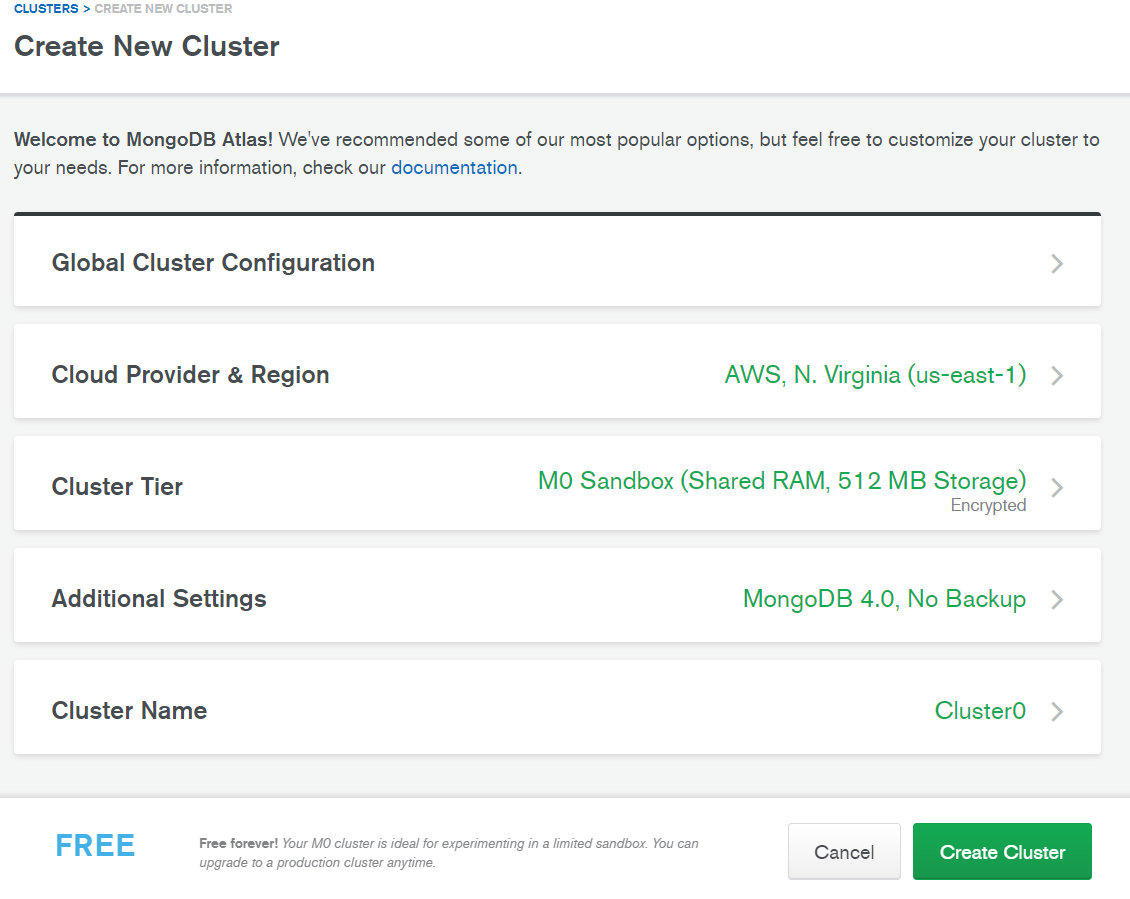 CLUSTERS > CREATE NEW CLUSTER
Create New Cluster
Welcome to MongoDB Atlas! We've recommended some of our most popular options, but feel free to customize your cluster to
your needs. For more information, check our documentation.
Global Cluster Configuration
Cloud Provider & Region AWS, N. Virginia (us-east-1)
Cluster Tier M0 Sandbox (Shared RAM, 512 MB Storage)
Encrypted
Additional Settings MongoDB 4.0, No Backup
Cluster Name Cluster0
FREE
Free forever! Your M0 cluster is ideal for experimenting in a limited sandbox. You can
upgrade to a production cluster anytime.
Cancel Create Cluster